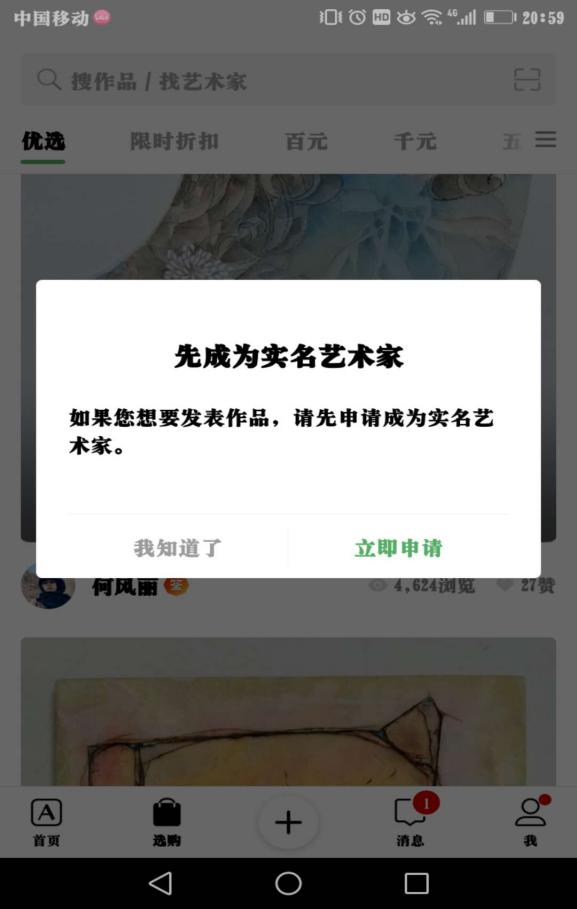 中国移动
HD
4G
20:59
搜作品 / 找艺术家
优选 限时折扣 百元 千元 五
先成为实名艺术家
如果您想要发表作品，请先申请成为实名艺
术家。
我知道了 立即申请
何风丽 4,624浏览 27赞
1
首页 选购 消息 我